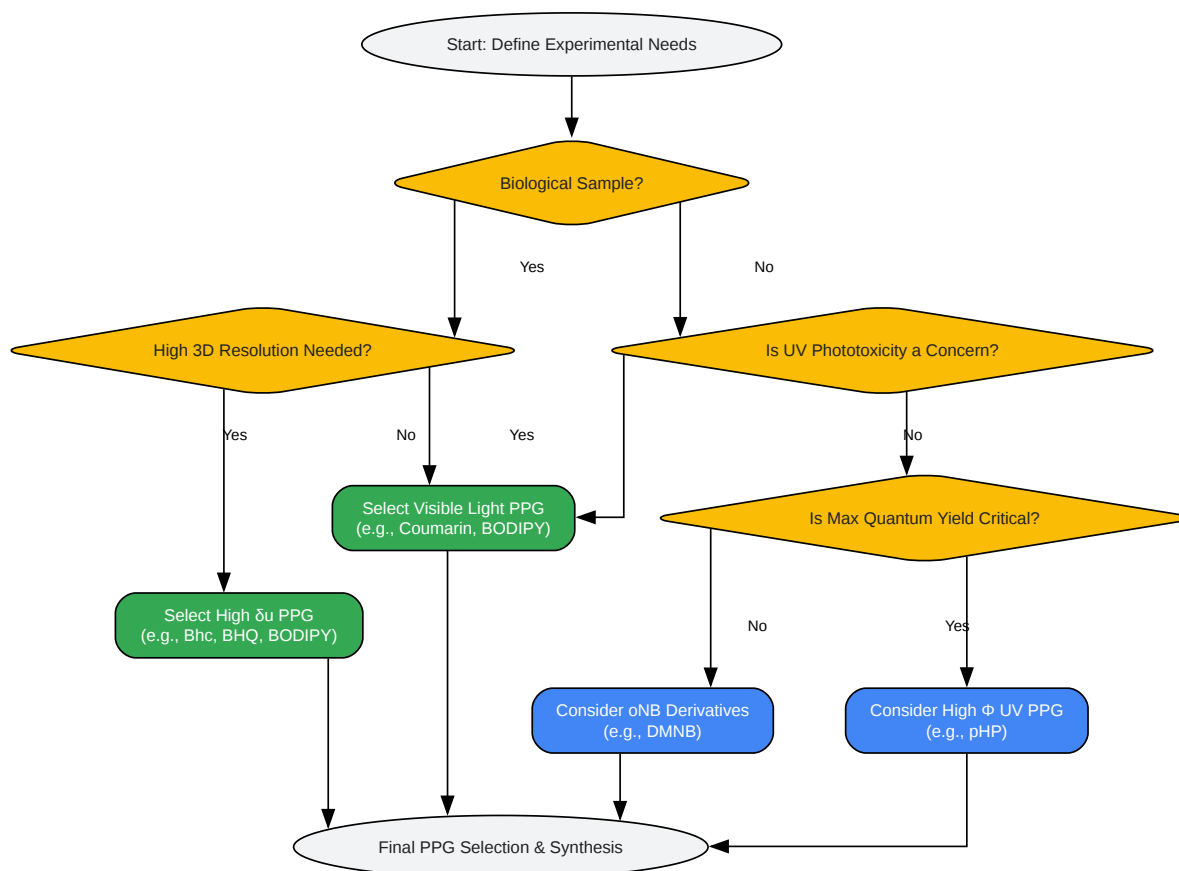 Start: Define Experimental Needs
Biological Sample?
Yes
No
High 3D Resolution Needed?
Is UV Phototoxicity a Concern?
Yes
No
Yes
No
Select Visible Light PPG
(e.g., Coumarin, BODIPY)
Is Max Quantum Yield Critical?
Select High δu PPG
(e.g., Bhc, BHQ, BODIPY)
No
Yes
Consider oNB Derivatives
(e.g., DMNB)
Consider High Φ UV PPG
(e.g., pHP)
Final PPG Selection & Synthesis